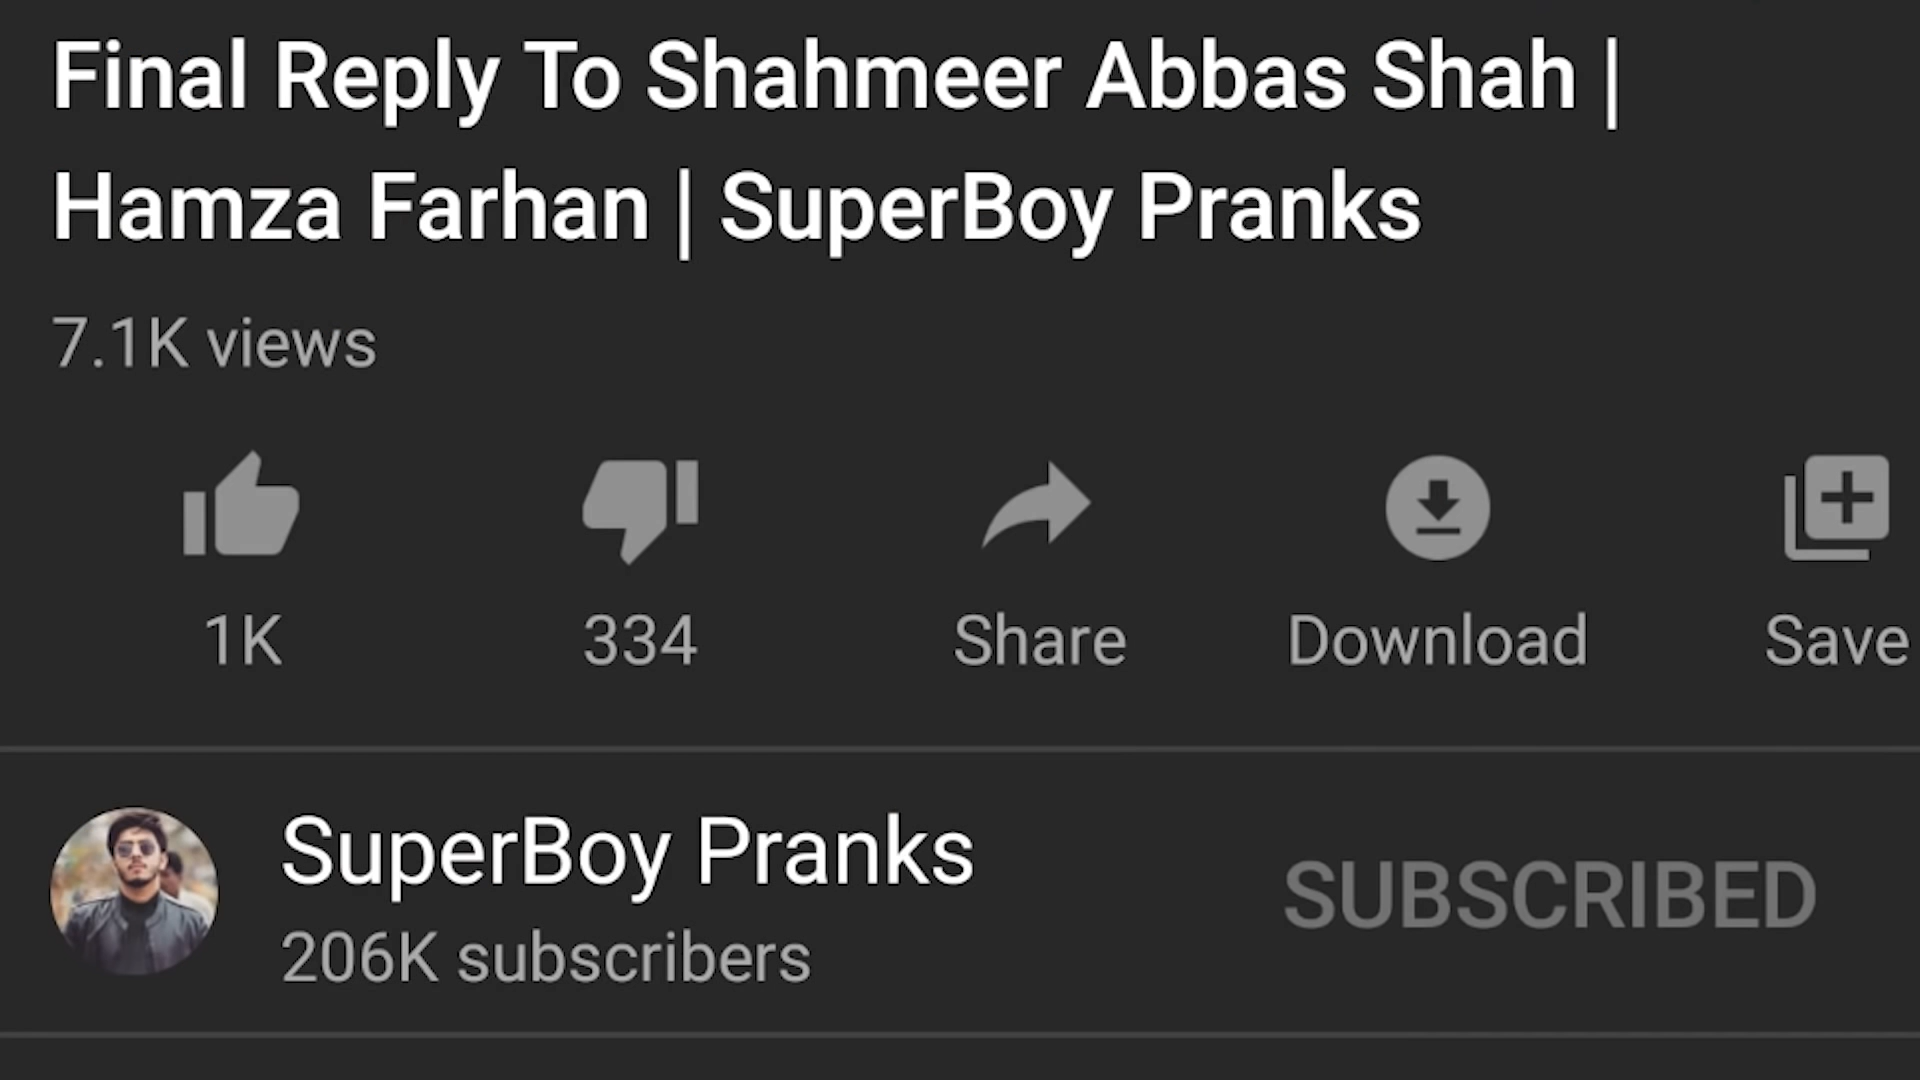 Final Reply To Shahmeer Abbas Shah |
Hamza Farhan | SuperBoy Pranks
7.1K views
1K 334 Share Download Save
SuperBoy Pranks
SUBSCRIBED
206K subscribers